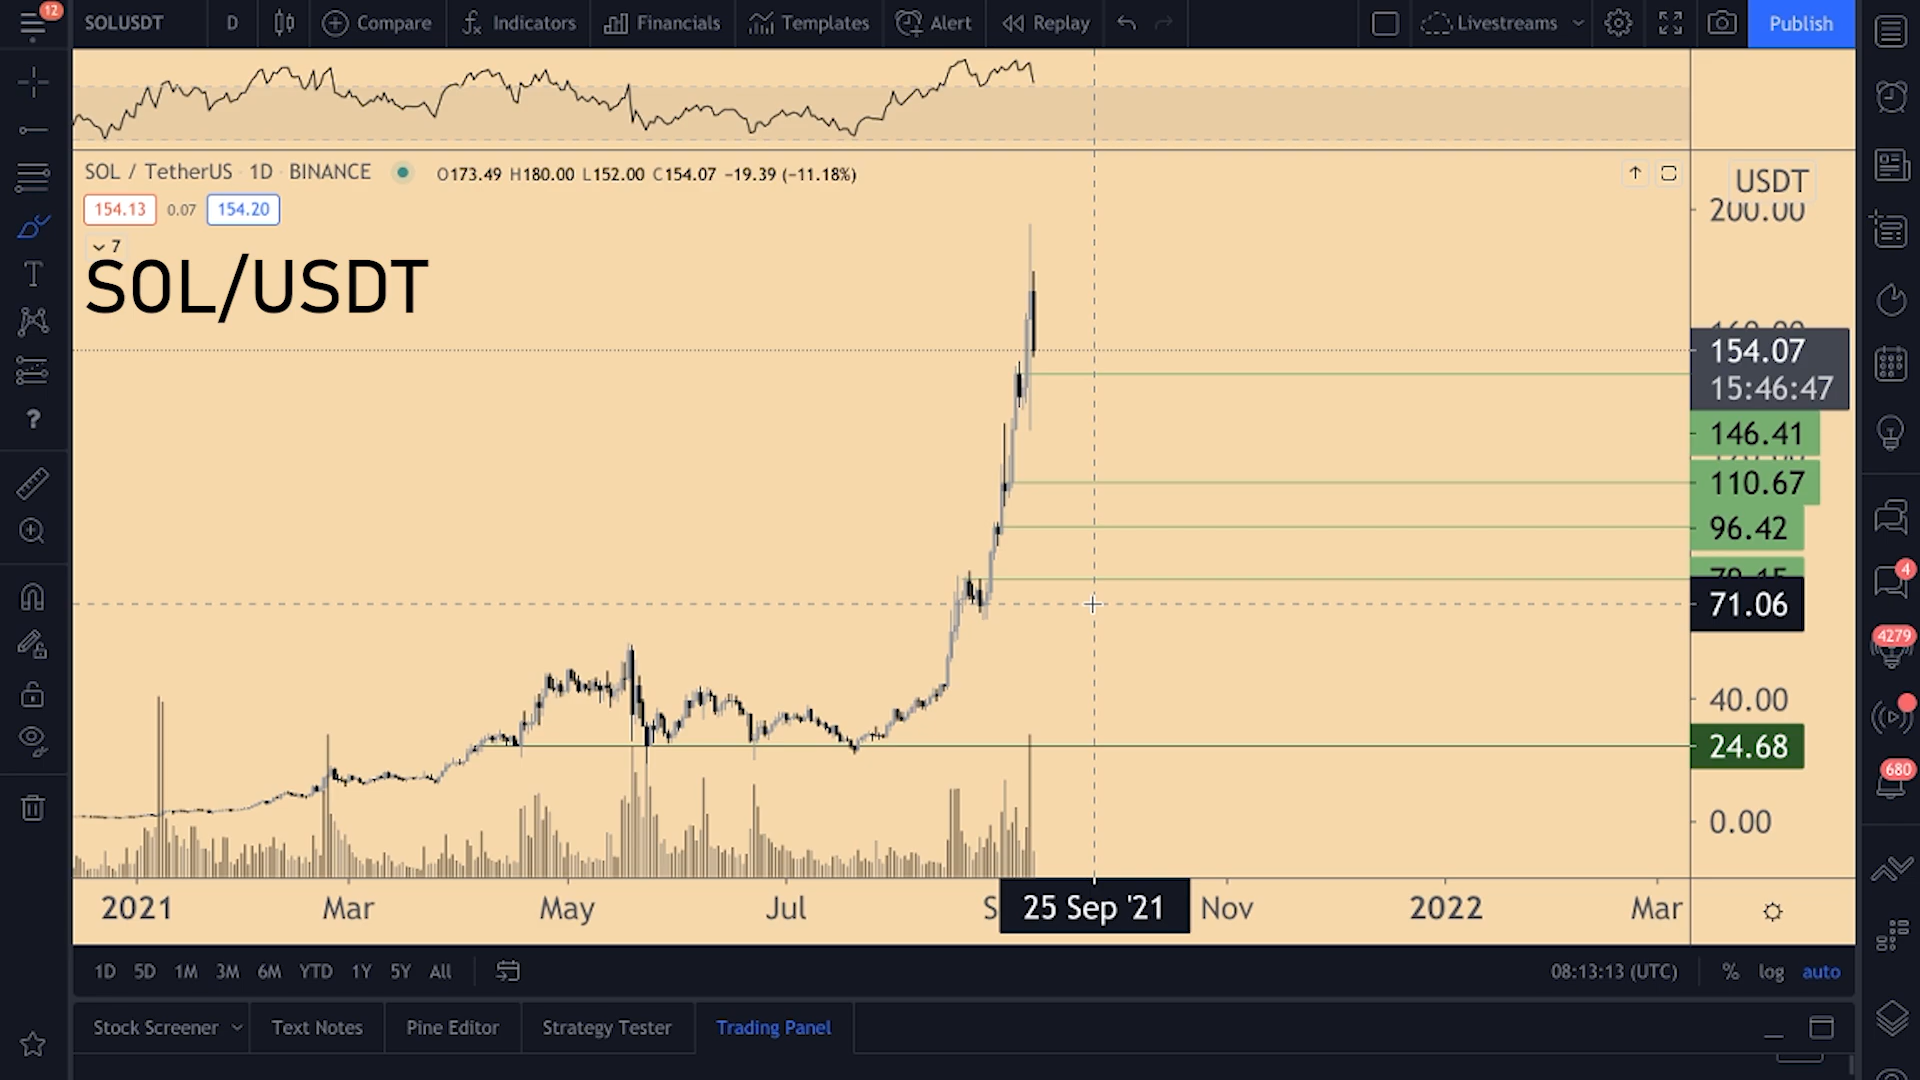 12
SOLUSDT D Compare Indicators Financials Templates Alert Replay Livestreams Publish
SOL / TetherUS 1D BINANCE O173.49 H180.00 L152.00 C154.07 −19.39 (−11.18%)
154.13 0.07 154.20
7
SOL/USDT
USDT
200.00
154.07
15:46:47
146.41
110.67
96.42
71.06
40.00
24.68
0.00
4
4279
680
2021 Mar May Jul S 25 Sep '21 Nov 2022 Mar
1D 5D 1M 3M 6M YTD 1Y 5Y All 08:13:13 (UTC) % log auto
Stock Screener Text Notes Pine Editor Strategy Tester Trading Panel